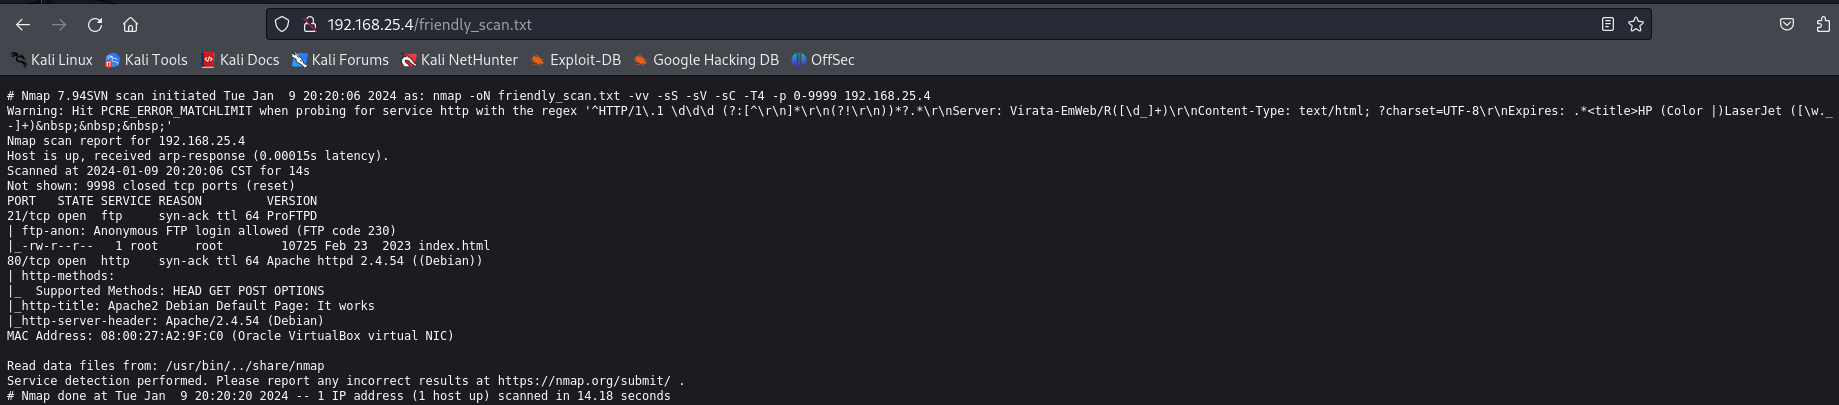 192.168.25.4/friendly_scan.txt
Kali Linux Kali Tools Kali Docs Kali Forums Kali NetHunter Exploit-DB Google Hacking DB OffSec
# Nmap 7.94SVN scan initiated Tue Jan  9 20:20:06 2024 as: nmap -oN friendly_scan.txt -vv -sS -sV -sC -T4 -p 0-9999 192.168.25.4
Warning: Hit PCRE_ERROR_MATCHLIMIT when probing for service http with the regex '^HTTP/1\.1 \d\d\d (?:[^\r\n]*\r\n(?!\r\n))*?.*\r\nServer: Virata-EmWeb/R([\d_]+)\r\nContent-Type: text/html; ?charset=UTF-8\r\nExpires: .*<title>HP (Color |)LaserJet ([\w._
-]+)&nbsp;&nbsp;&nbsp;'
Nmap scan report for 192.168.25.4
Host is up, received arp-response (0.00015s latency).
Scanned at 2024-01-09 20:20:06 CST for 14s
Not shown: 9998 closed tcp ports (reset)
PORT   STATE SERVICE REASON         VERSION
21/tcp open  ftp     syn-ack ttl 64 ProFTPD
| ftp-anon: Anonymous FTP login allowed (FTP code 230)
|_-rw-r--r--   1 root     root        10725 Feb 23  2023 index.html
80/tcp open  http    syn-ack ttl 64 Apache httpd 2.4.54 ((Debian))
| http-methods:
|_  Supported Methods: HEAD GET POST OPTIONS
|_http-title: Apache2 Debian Default Page: It works
|_http-server-header: Apache/2.4.54 (Debian)
MAC Address: 08:00:27:A2:9F:C0 (Oracle VirtualBox virtual NIC)
Read data files from: /usr/bin/../share/nmap
Service detection performed. Please report any incorrect results at https://nmap.org/submit/ .
# Nmap done at Tue Jan  9 20:20:20 2024 -- 1 IP address (1 host up) scanned in 14.18 seconds